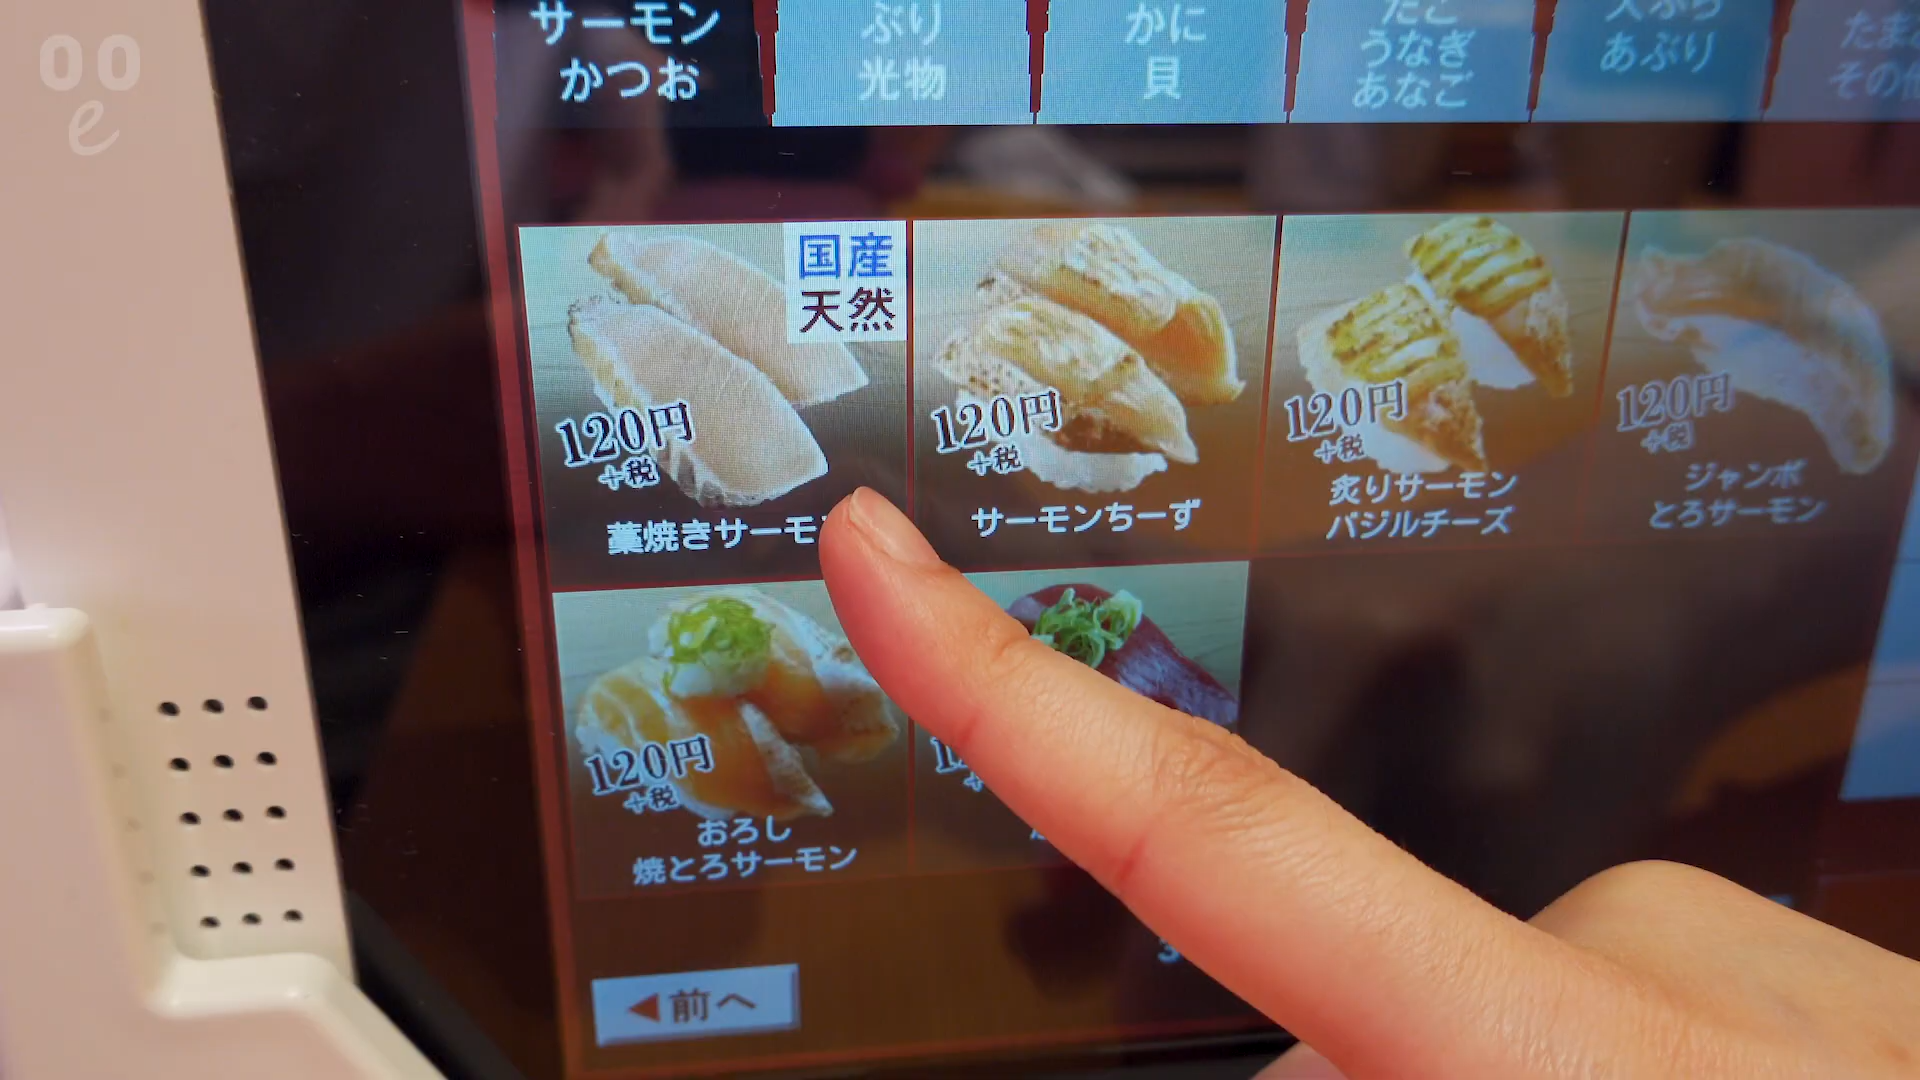 サーモン
かつお
ぶり
光物
かに
貝
たこ
うなぎ
あなご
天ぷら
あぶり
国産
天然
120円
+税
藁焼きサーモ
120円
+税
サーモンちーず
120円
+税
炙りサーモン
バジルチーズ
120円
+税
ジャンボ
とろサーモン
120円
+税
おろし
焼とろサーモン
◀前へ
ooe